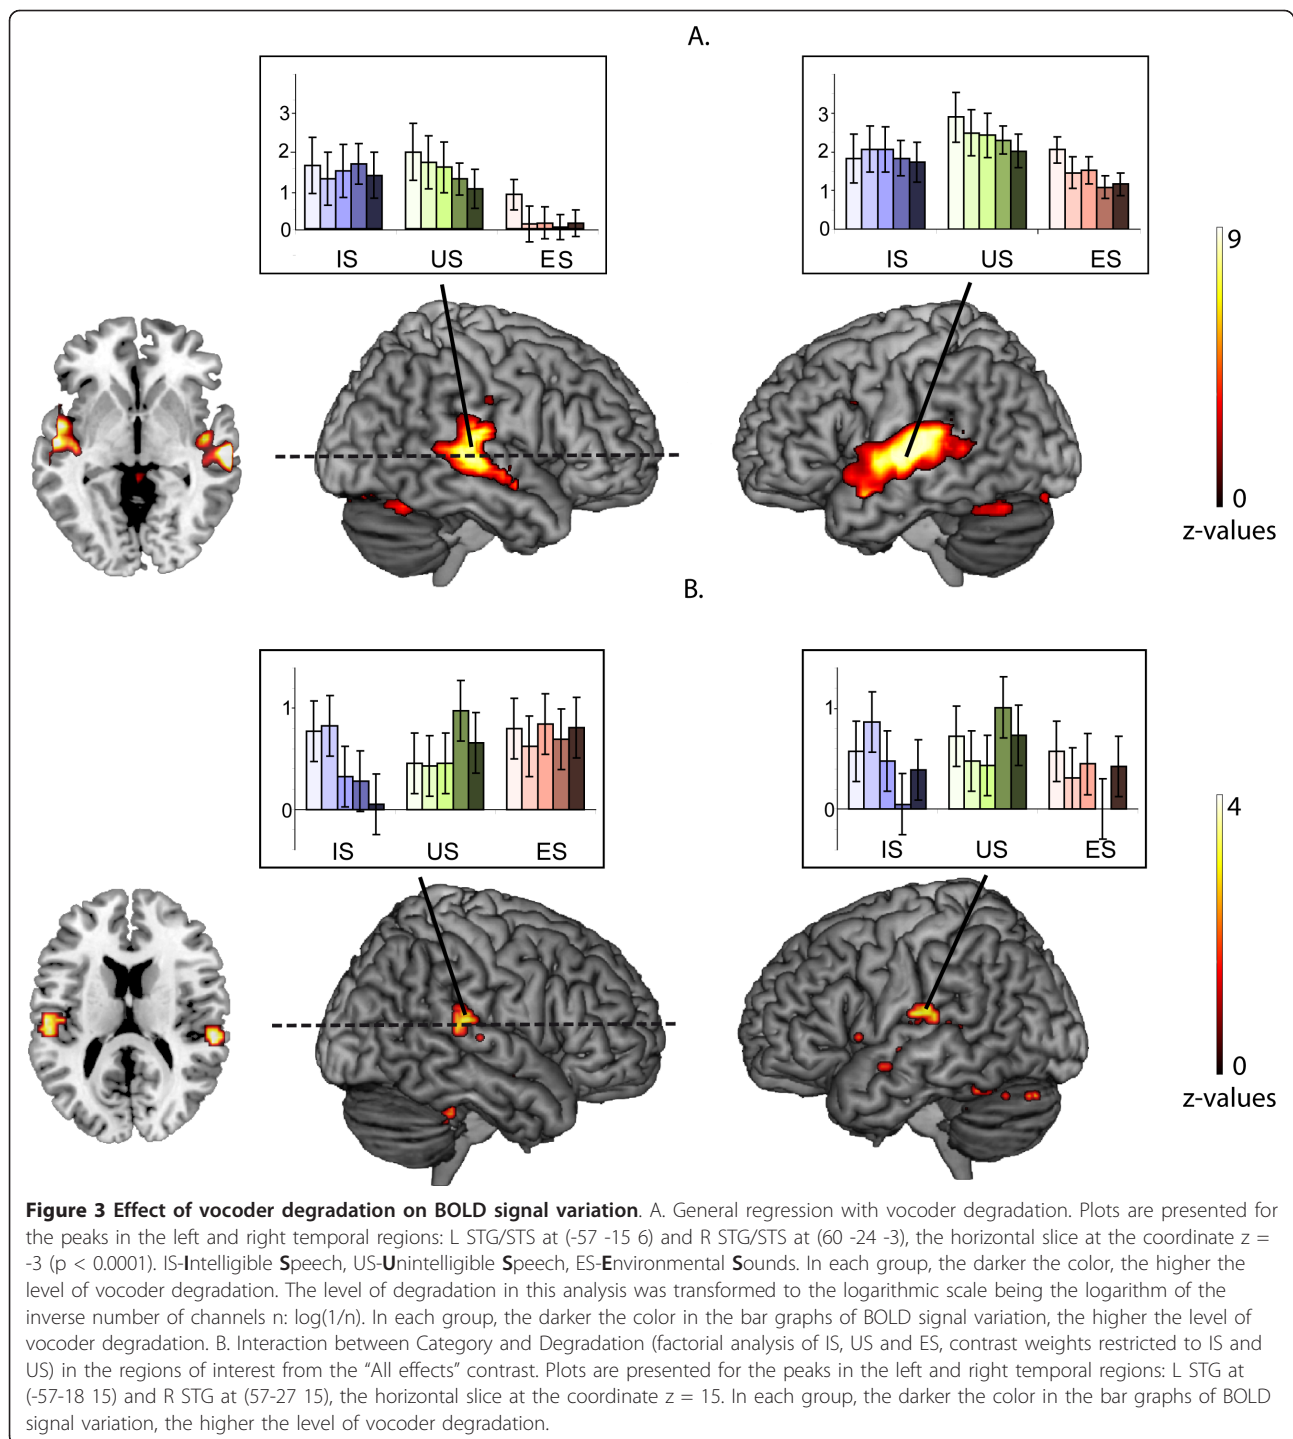 A.
3
2
1
0
IS US ES
3
2
1
0
IS US ES
9
0
z-values
B.
1
0
IS US ES
1
0
IS US ES
4
0
z-values
Figure 3 Effect of vocoder degradation on BOLD signal variation. A. General regression with vocoder degradation. Plots are presented for
the peaks in the left and right temporal regions: L STG/STS at (-57 -15 6) and R STG/STS at (60 -24 -3), the horizontal slice at the coordinate z =
-3 (p < 0.0001). IS-Intelligible Speech, US-Unintelligible Speech, ES-Environmental Sounds. In each group, the darker the color, the higher the
level of vocoder degradation. The level of degradation in this analysis was transformed to the logarithmic scale being the logarithm of the
inverse number of channels n: log(1/n). In each group, the darker the color in the bar graphs of BOLD signal variation, the higher the level of
vocoder degradation. B. Interaction between Category and Degradation (factorial analysis of IS, US and ES, contrast weights restricted to IS and
US) in the regions of interest from the “All effects” contrast. Plots are presented for the peaks in the left and right temporal regions: L STG at
(-57-18 15) and R STG at (57-27 15), the horizontal slice at the coordinate z = 15. In each group, the darker the color in the bar graphs of BOLD
signal variation, the higher the level of vocoder degradation.